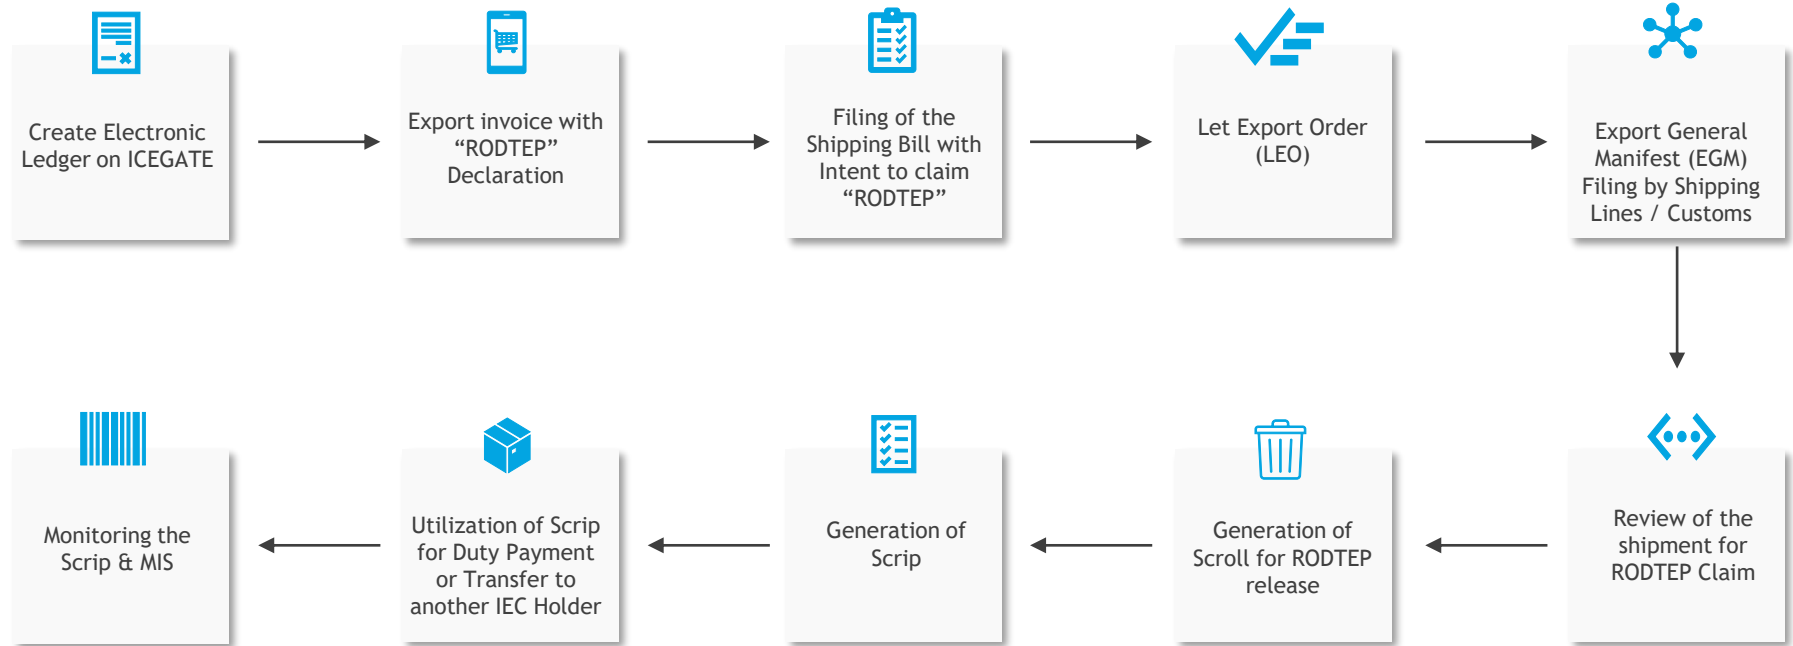 Create Electronic
Ledger on ICEGATE
Export invoice with
“RODTEP”
Declaration
Filing of the
Shipping Bill with
Intent to claim
“RODTEP”
Let Export Order
(LEO)
Export General
Manifest (EGM)
Filing by Shipping
Lines / Customs
Review of the
shipment for
RODTEP Claim
Generation of
Scroll for RODTEP
release
Generation of
Scrip
Utilization of Scrip
for Duty Payment
or Transfer to
another IEC Holder
Monitoring the
Scrip & MIS